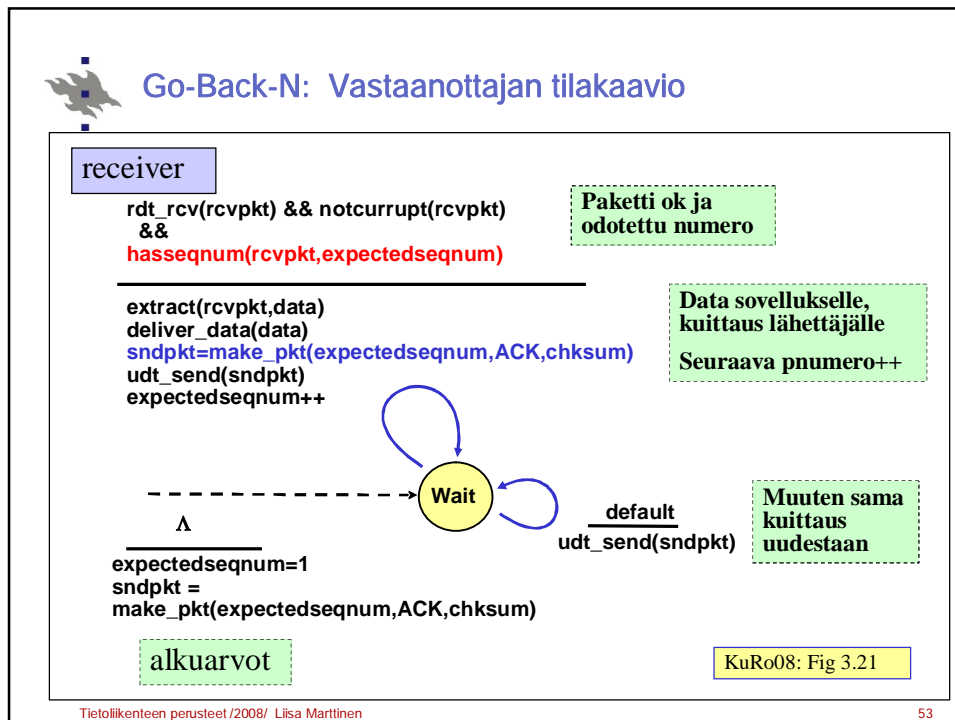 Go-Back-N: Vastaanottajan tilakaavio
receiver
rdt_rcv(rcvpkt) && notcurrupt(rcvpkt)
&&
hasseqnum(rcvpkt,expectedseqnum)
Paketti ok ja
odotettu numero
extract(rcvpkt,data)
deliver_data(data)
sndpkt=make_pkt(expectedseqnum,ACK,chksum)
udt_send(sndpkt)
expectedseqnum++
Data sovellukselle,
kuittaus lähettäjälle
Seuraava pnumero++
Wait
default
udt_send(sndpkt)
Muuten sama
kuittaus
uudestaan
Λ
expectedseqnum=1
sndpkt =
make_pkt(expectedseqnum,ACK,chksum)
alkuarvot
KuRo08: Fig 3.21
Tietoliikenteen perusteet /2008/ Liisa Marttinen
53